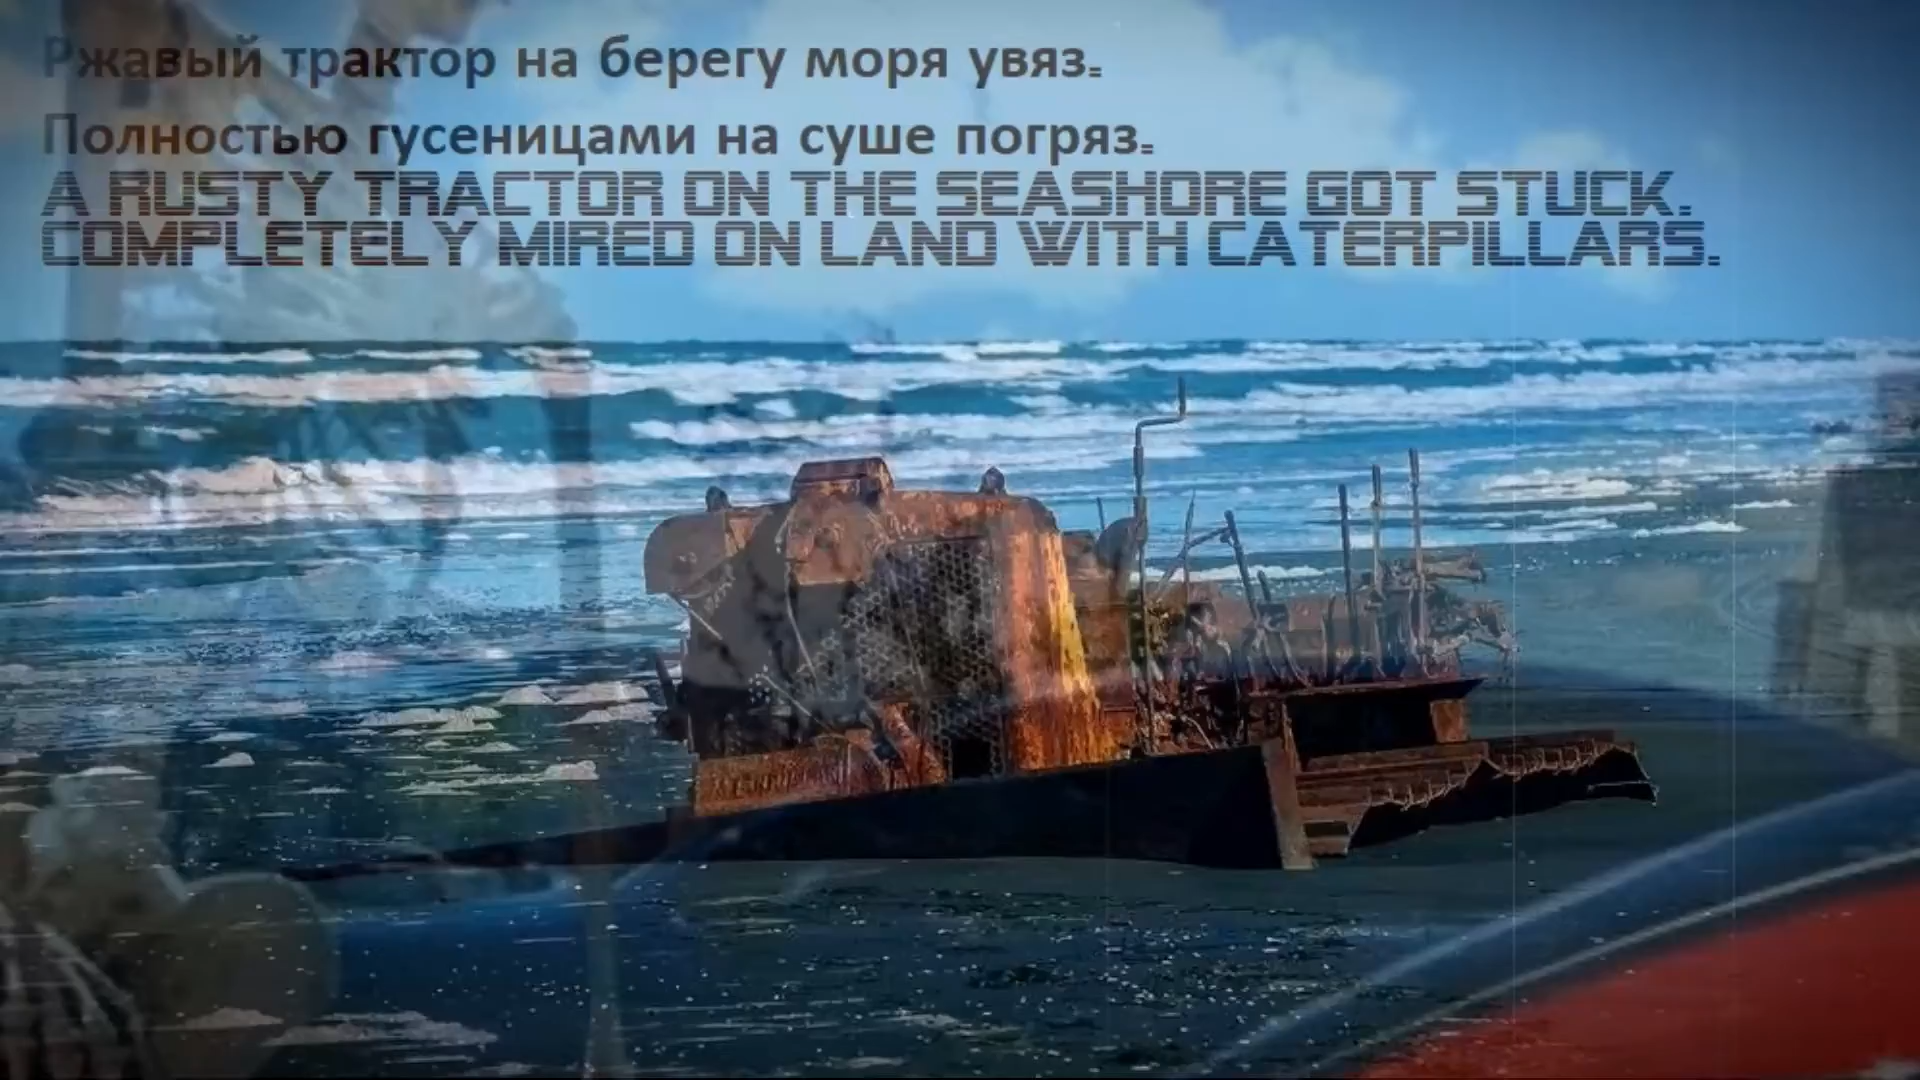 Ржавый трактор на берегу моря увяз.
Полностью гусеницами на суше погряз.
A RUSTY TRACTOR ON THE SEASHORE GOT STUCK.
COMPLETELY MIRED ON LAND WITH CATERPILLARS.